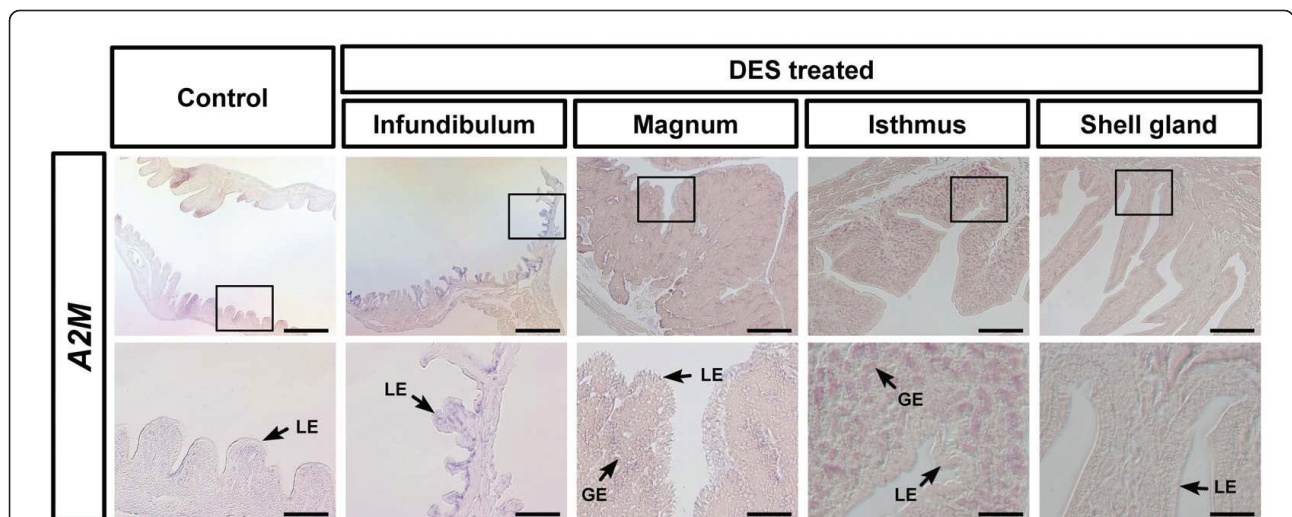 DES treated
Control
Infundibulum
Magnum
Isthmus
Shell gland
A2M
LE
LE
LE
GE
GE
LE
LE